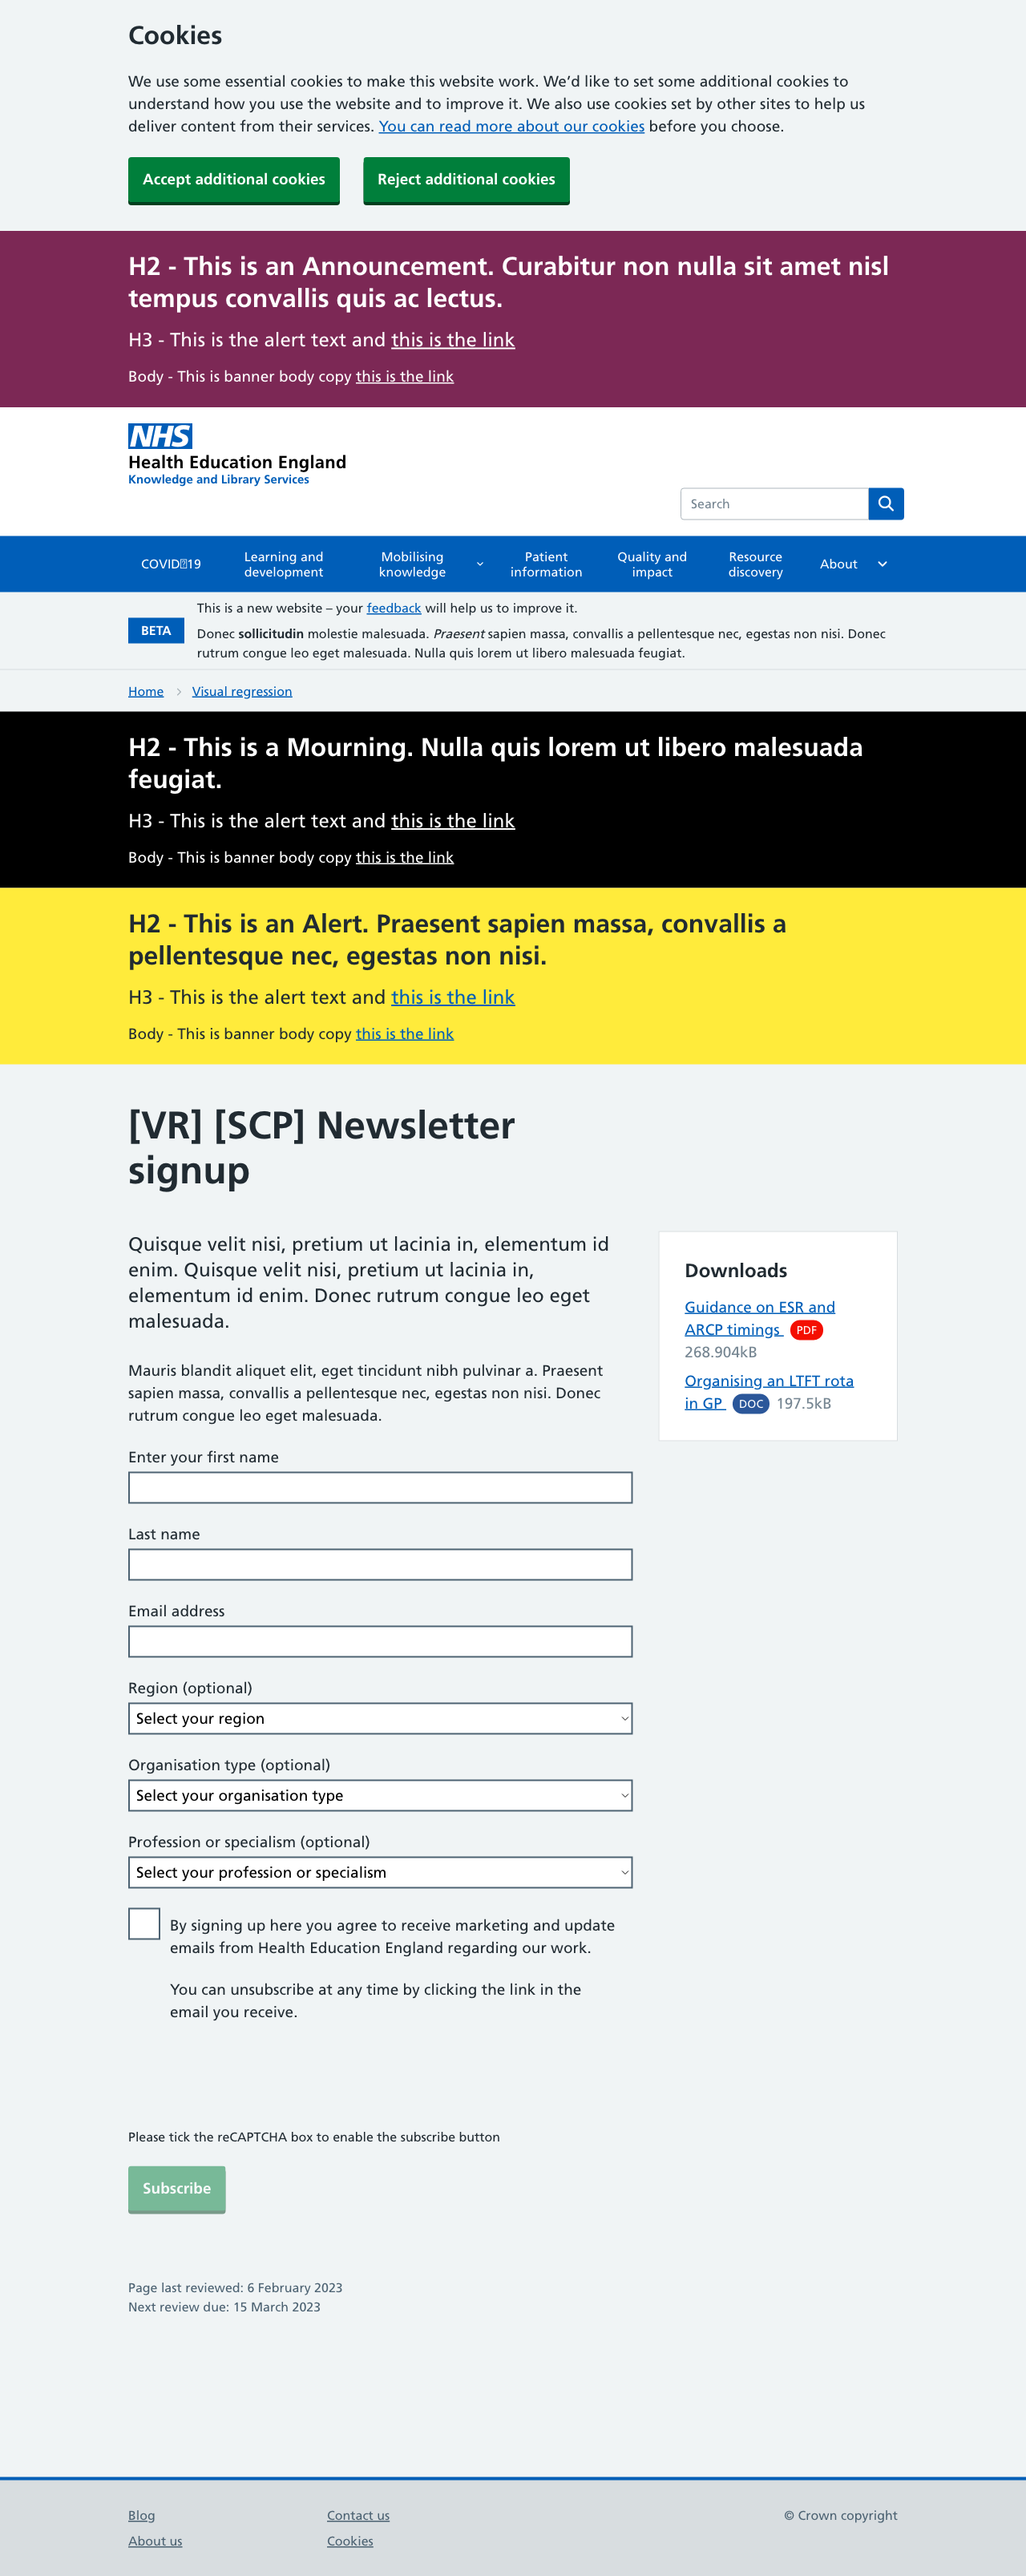 Cookies
We use some essential cookies to make this website work. We’d like to set some additional cookies to
understand how you use the website and to improve it. We also use cookies set by other sites to help us
deliver content from their services. You can read more about our cookies before you choose.
Accept additional cookies
Reject additional cookies
H2 - This is an Announcement. Curabitur non nulla sit amet nisl
tempus convallis quis ac lectus.
H3 - This is the alert text and this is the link
Body - This is banner body copy this is the link
NHS
Health Education England
Knowledge and Library Services
Search
COVID▯19
Learning and
development
Mobilising
knowledge
Patient
information
Quality and
impact
Resource
discovery
About
BETA
This is a new website – your feedback will help us to improve it.
Donec sollicitudin molestie malesuada. Praesent sapien massa, convallis a pellentesque nec, egestas non nisi. Donec
rutrum congue leo eget malesuada. Nulla quis lorem ut libero malesuada feugiat.
Home
Visual regression
H2 - This is a Mourning. Nulla quis lorem ut libero malesuada
feugiat.
H3 - This is the alert text and this is the link
Body - This is banner body copy this is the link
H2 - This is an Alert. Praesent sapien massa, convallis a
pellentesque nec, egestas non nisi.
H3 - This is the alert text and this is the link
Body - This is banner body copy this is the link
[VR] [SCP] Newsletter
signup
Quisque velit nisi, pretium ut lacinia in, elementum id
enim. Quisque velit nisi, pretium ut lacinia in,
elementum id enim. Donec rutrum congue leo eget
malesuada.
Mauris blandit aliquet elit, eget tincidunt nibh pulvinar a. Praesent
sapien massa, convallis a pellentesque nec, egestas non nisi. Donec
rutrum congue leo eget malesuada.
Enter your first name
Last name
Email address
Region (optional)
Select your region
Organisation type (optional)
Select your organisation type
Profession or specialism (optional)
Select your profession or specialism
By signing up here you agree to receive marketing and update
emails from Health Education England regarding our work.
You can unsubscribe at any time by clicking the link in the
email you receive.
Please tick the reCAPTCHA box to enable the subscribe button
Subscribe
Downloads
Guidance on ESR and
ARCP timings PDF
268.904kB
Organising an LTFT rota
in GP DOC 197.5kB
Page last reviewed: 6 February 2023
Next review due: 15 March 2023
Blog
About us
Contact us
Cookies
© Crown copyright